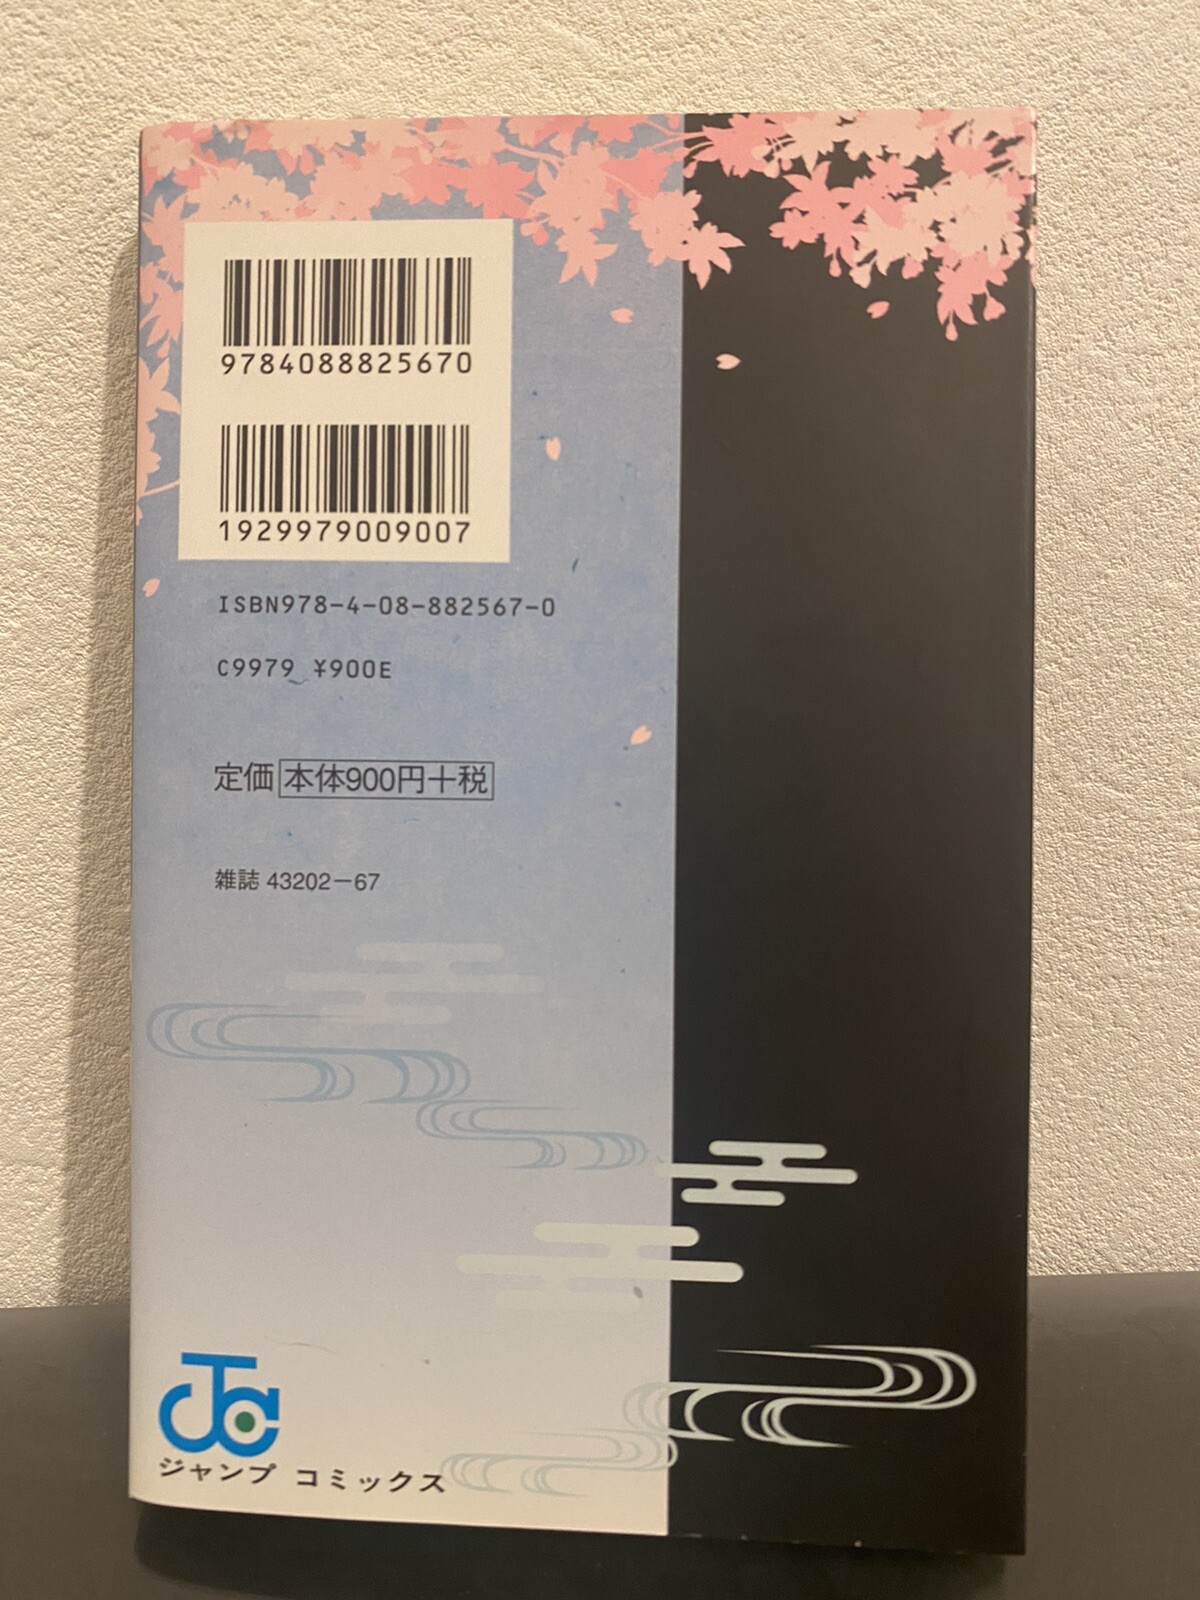 9784088825670
1929979009007
ISBN978-4-08-882567-0
C9979 ¥900E
定価 本体900円+税
雑誌 43202-67
JC
ジャンプ コミックス